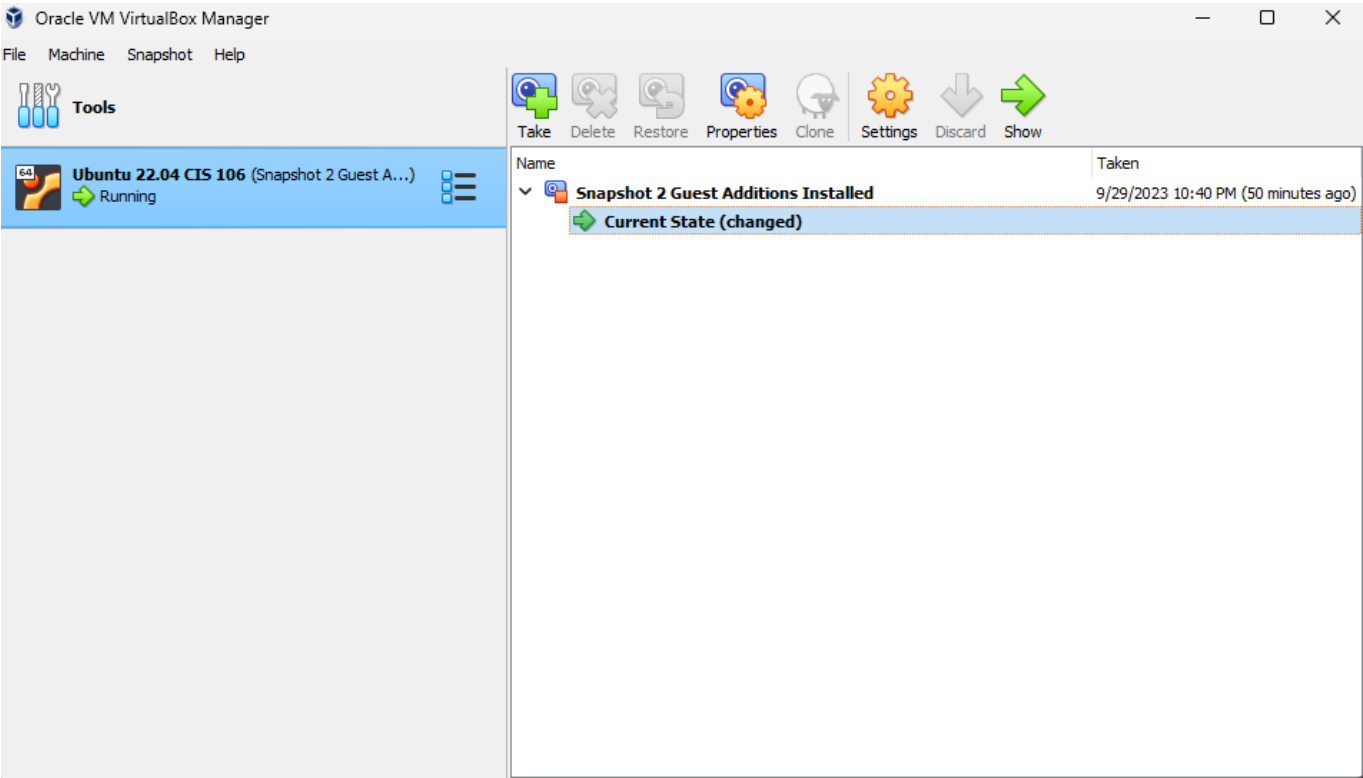 Oracle VM VirtualBox Manager
File Machine Snapshot Help
Tools
Take Delete Restore Properties Clone Settings Discard Show
64
Ubuntu 22.04 CIS 106 (Snapshot 2 Guest A...)
Running
Name Taken
Snapshot 2 Guest Additions Installed 9/29/2023 10:40 PM (50 minutes ago)
Current State (changed)